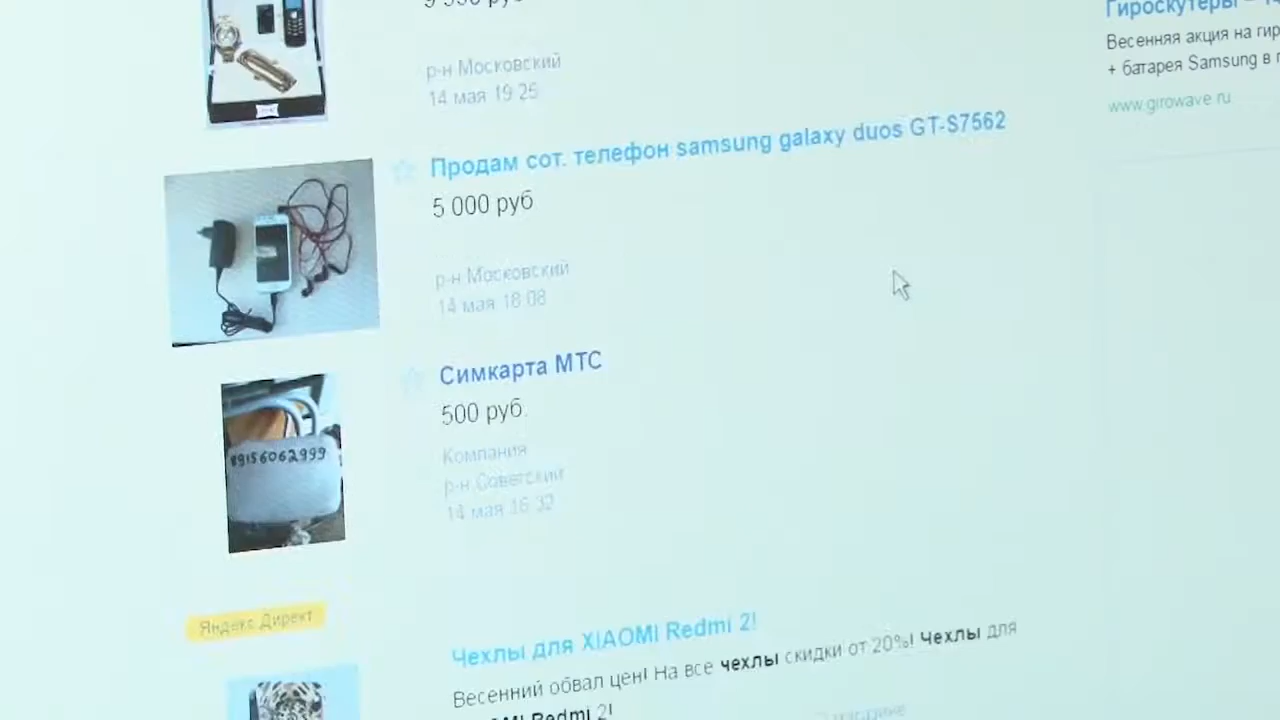 р-н Московский
14 мая 19:25
Продам сот. телефон samsung galaxy duos GT-S7562
5 000 руб
р-н Московский
14 мая 18:08
Симкарта МТС
500 руб.
Компания
р-н Советский
14 мая 16:32
89156062999
Яндекс Директ
Чехлы для XIAOMI Redmi 2!
Весенний обвал цен! На все чехлы скидки от 20%! Чехлы для
Redmi 2!
Гироскутеры –
Весенняя акция на
+ батарея Samsung в
www.girowave.ru